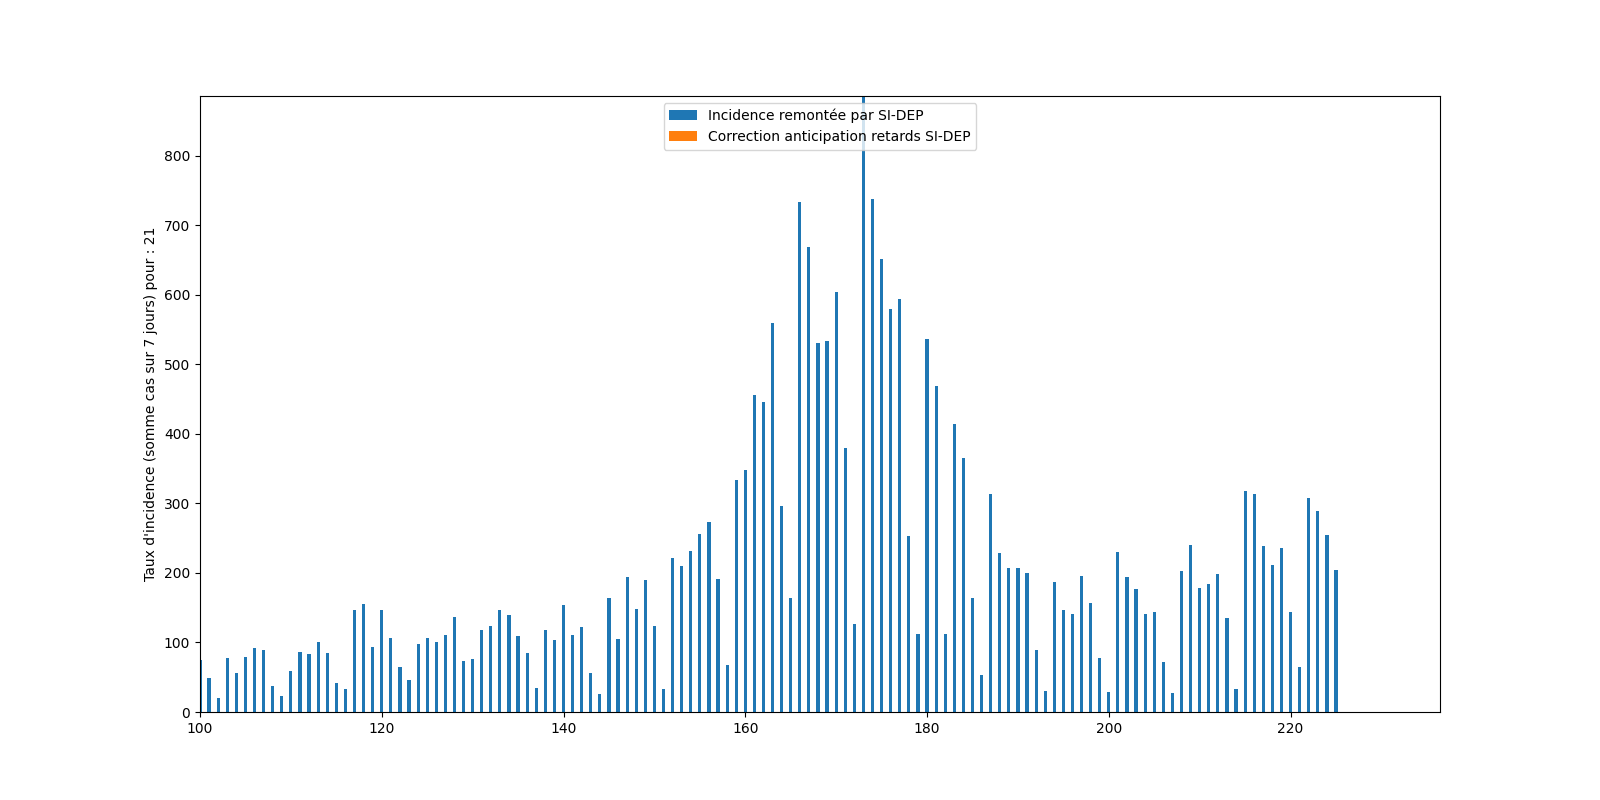 Incidence remontée par SI-DEP
Correction anticipation retards SI-DEP
Taux d'incidence (somme cas sur 7 jours) pour : 21
800
700
600
500
400
300
200
100
0
100 120 140 160 180 200 220